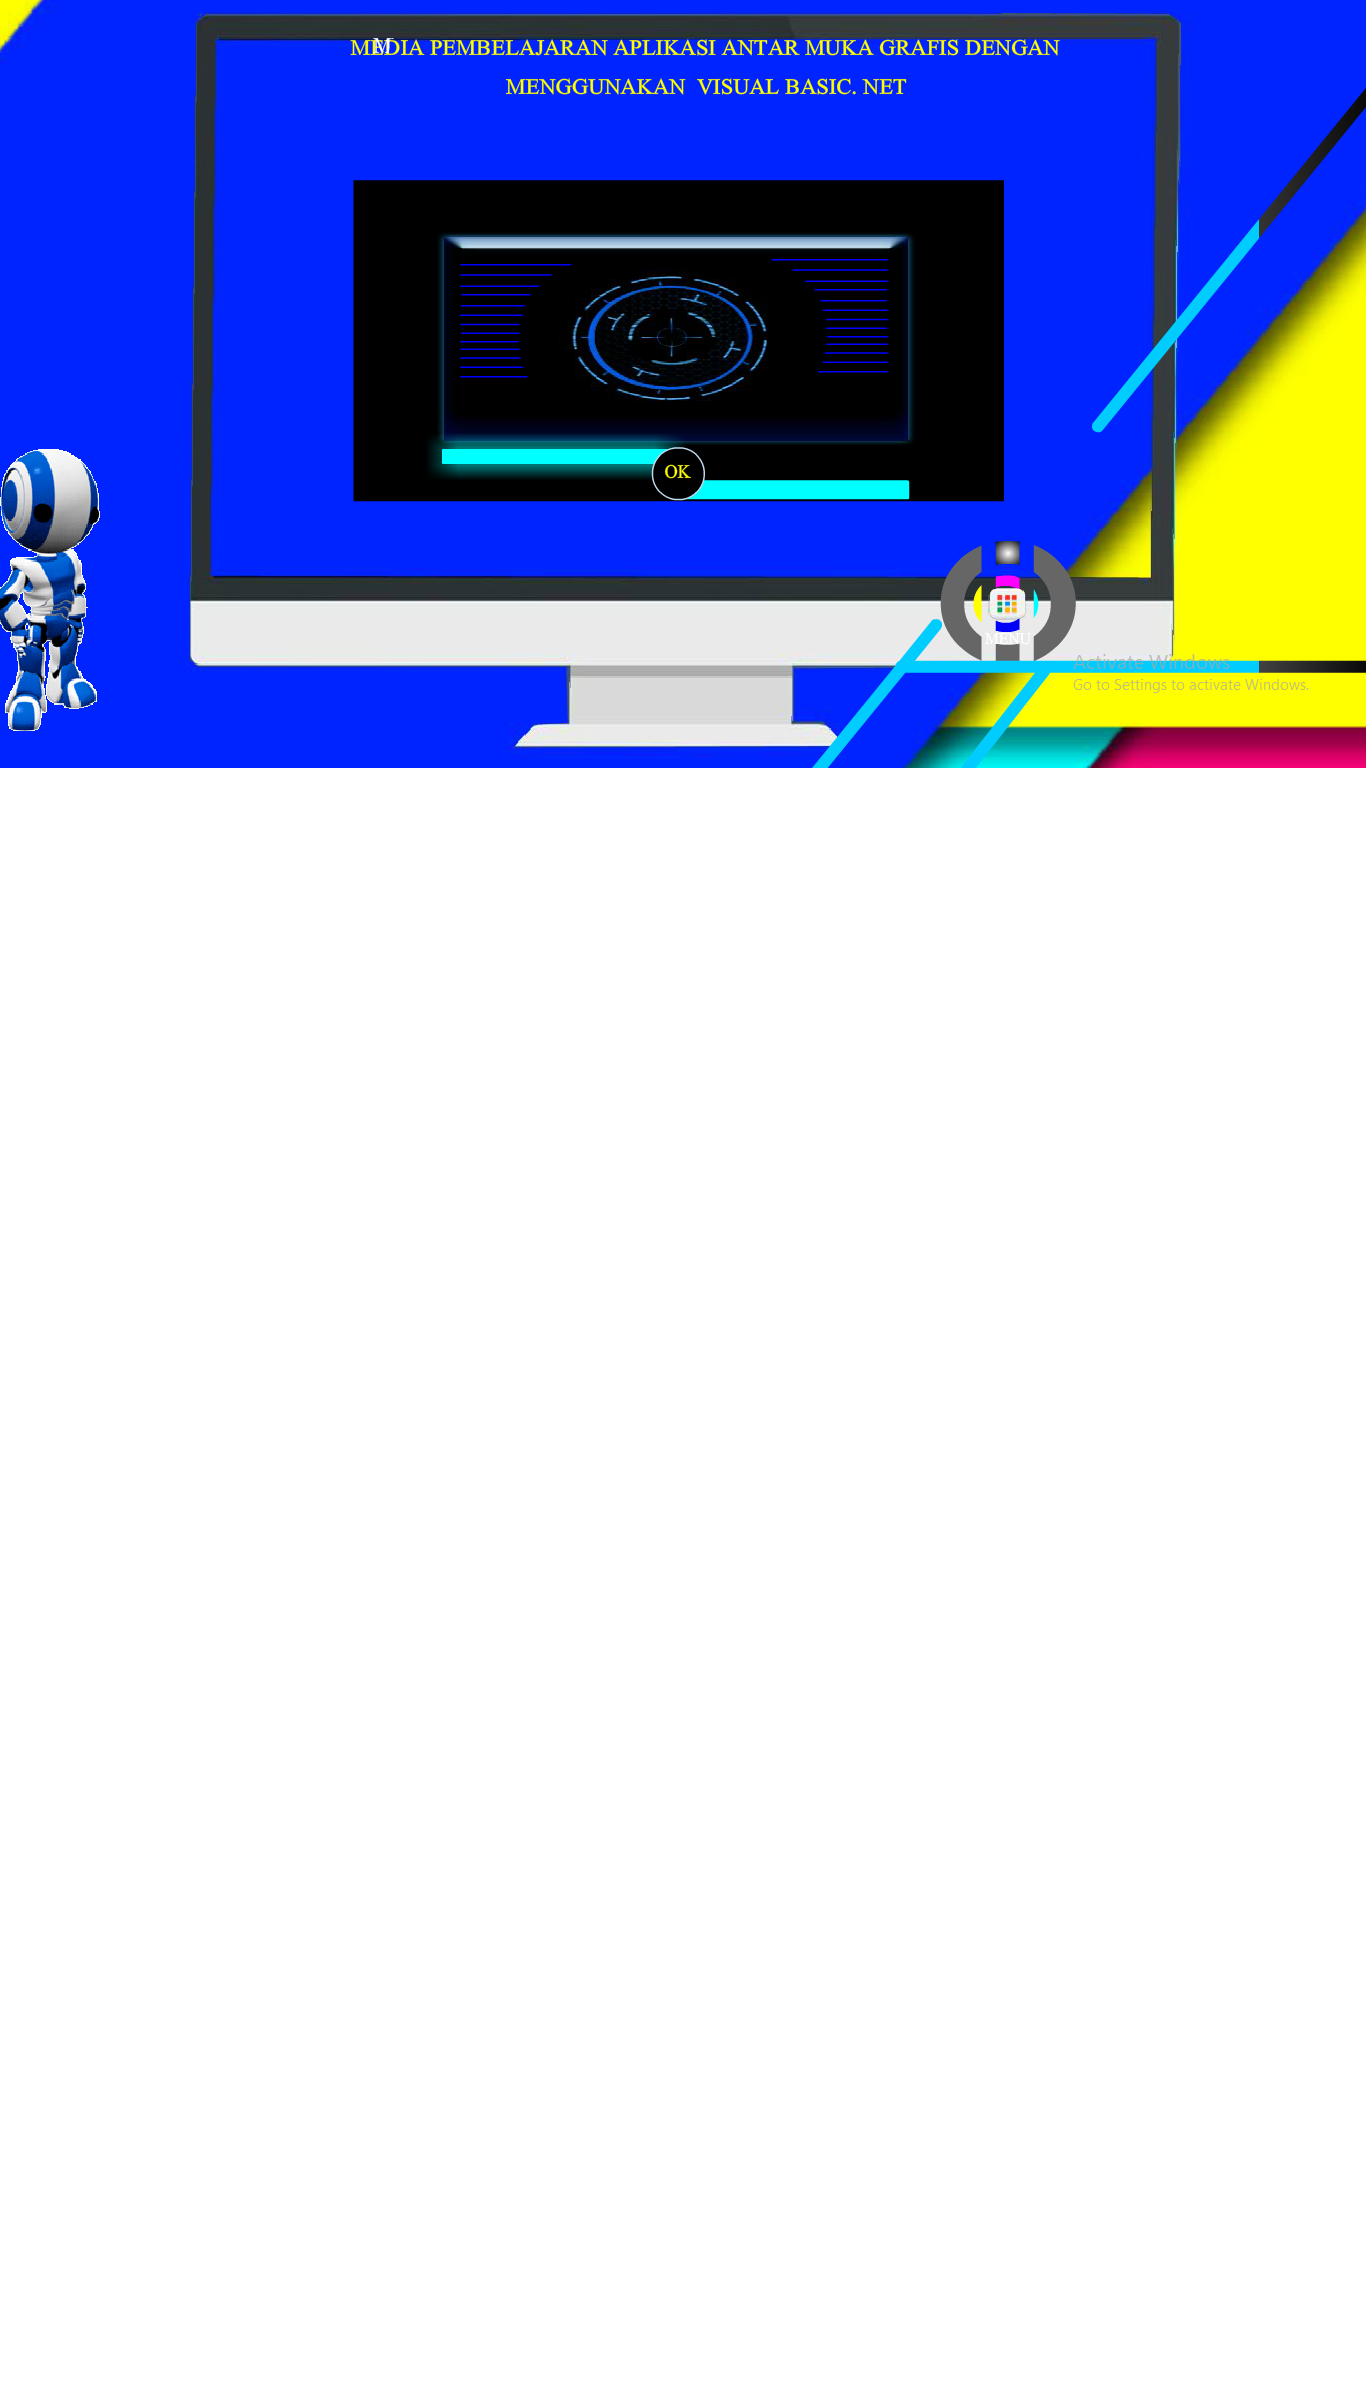 MEDIA PEMBELAJARAN APLIKASI ANTAR MUKA GRAFIS DENGAN
M
MENGGUNAKAN VISUAL BASIC. NET
OK
MENU
Activate Windows
Go to Settings to activate Windows.